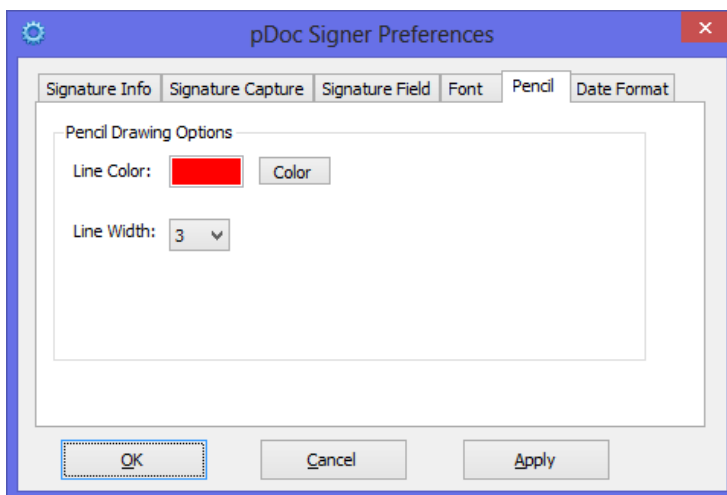 pDoc Signer Preferences
Signature Info Signature Capture Signature Field Font Pencil Date Format
Pencil Drawing Options
Line Color: Color
Line Width: 3
OK Cancel Apply